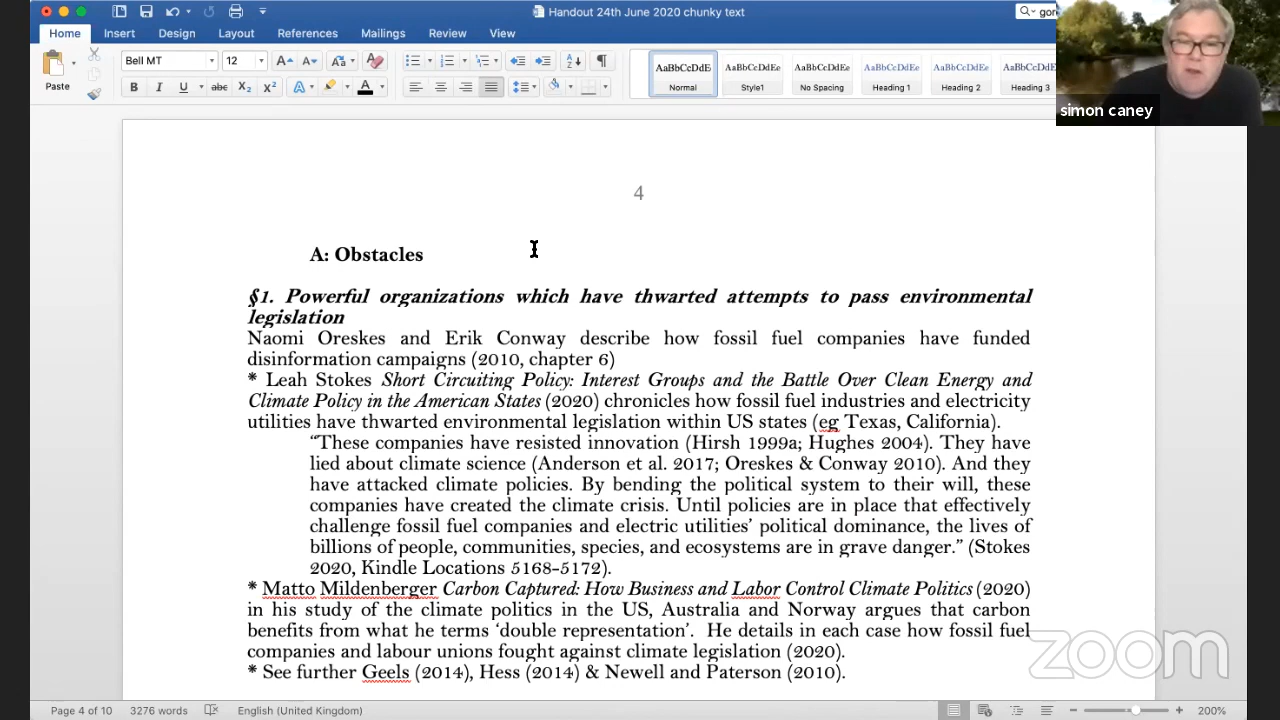 Handout 24th June 2020 chunky text
gor
Home Insert Design Layout References Mailings Review View
Paste
Bell MT 12
AaBbCcDdE AaBbCcDdEe AaBbCcDdEe AaBbCcDdEe AaBbCcDdEe AaBbCcDd
Normal Style1 No Spacing Heading 1 Heading 2 Heading 3
simon caney
4
A: Obstacles
§1. Powerful organizations which have thwarted attempts to pass environmental
legislation
Naomi Oreskes and Erik Conway describe how fossil fuel companies have funded
disinformation campaigns (2010, chapter 6)
* Leah Stokes Short Circuiting Policy: Interest Groups and the Battle Over Clean Energy and
Climate Policy in the American States (2020) chronicles how fossil fuel industries and electricity
utilities have thwarted environmental legislation within US states (eg Texas, California).
“These companies have resisted innovation (Hirsh 1999a; Hughes 2004). They have
lied about climate science (Anderson et al. 2017; Oreskes & Conway 2010). And they
have attacked climate policies. By bending the political system to their will, these
companies have created the climate crisis. Until policies are in place that effectively
challenge fossil fuel companies and electric utilities’ political dominance, the lives of
billions of people, communities, species, and ecosystems are in grave danger.” (Stokes
2020, Kindle Locations 5168-5172).
* Matto Mildenberger Carbon Captured: How Business and Labor Control Climate Politics (2020)
in his study of the climate politics in the US, Australia and Norway argues that carbon
benefits from what he terms ‘double representation’. He details in each case how fossil fuel
companies and labour unions fought against climate legislation (2020).
* See further Geels (2014), Hess (2014) & Newell and Paterson (2010).
zoom
Page 4 of 10 3276 words English (United Kingdom) 200%